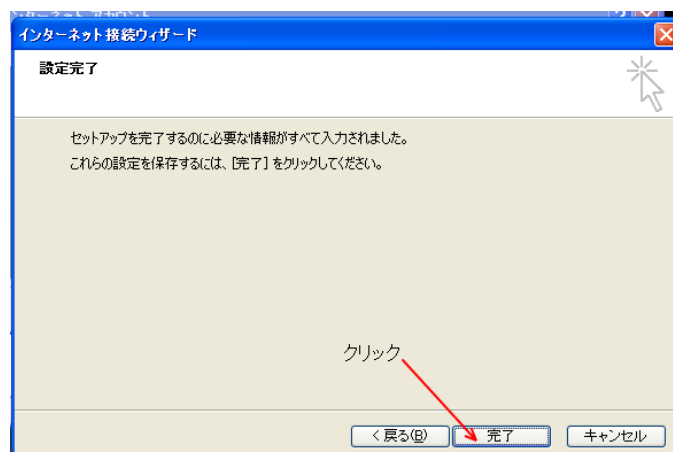 インターネット接続ウィザード
設定完了
セットアップを完了するのに必要な情報がすべて入力されました。
これらの設定を保存するには、[完了] をクリックしてください。
クリック
< 戻る(B)
完了
キャンセル